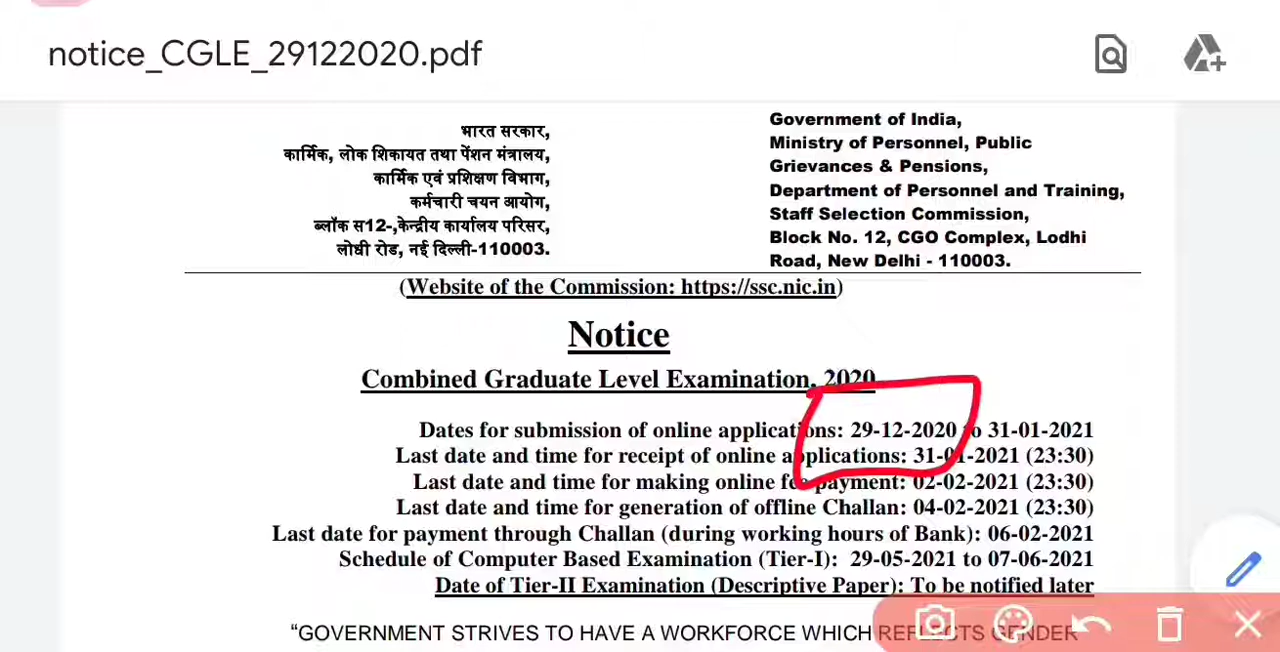 notice_CGLE_29122020.pdf
भारत सरकार,
कार्मिक, लोक शिकायत तथा पेंशन मंत्रालय,
कार्मिक एवं प्रशिक्षण विभाग,
कर्मचारी चयन आयोग,
ब्लॉक स12-,केन्द्रीय कार्यालय परिसर,
लोधी रोड, नई दिल्ली-110003.
Government of India,
Ministry of Personnel, Public
Grievances & Pensions,
Department of Personnel and Training,
Staff Selection Commission,
Block No. 12, CGO Complex, Lodhi
Road, New Delhi - 110003.
(Website of the Commission: https://ssc.nic.in)
Notice
Combined Graduate Level Examination, 2020
Dates for submission of online applications: 29-12-2020 to 31-01-2021
Last date and time for receipt of online applications: 31-01-2021 (23:30)
Last date and time for making online fee payment: 02-02-2021 (23:30)
Last date and time for generation of offline Challan: 04-02-2021 (23:30)
Last date for payment through Challan (during working hours of Bank): 06-02-2021
Schedule of Computer Based Examination (Tier-I): 29-05-2021 to 07-06-2021
Date of Tier-II Examination (Descriptive Paper): To be notified later
“GOVERNMENT STRIVES TO HAVE A WORKFORCE WHICH REFLECTS GENDER